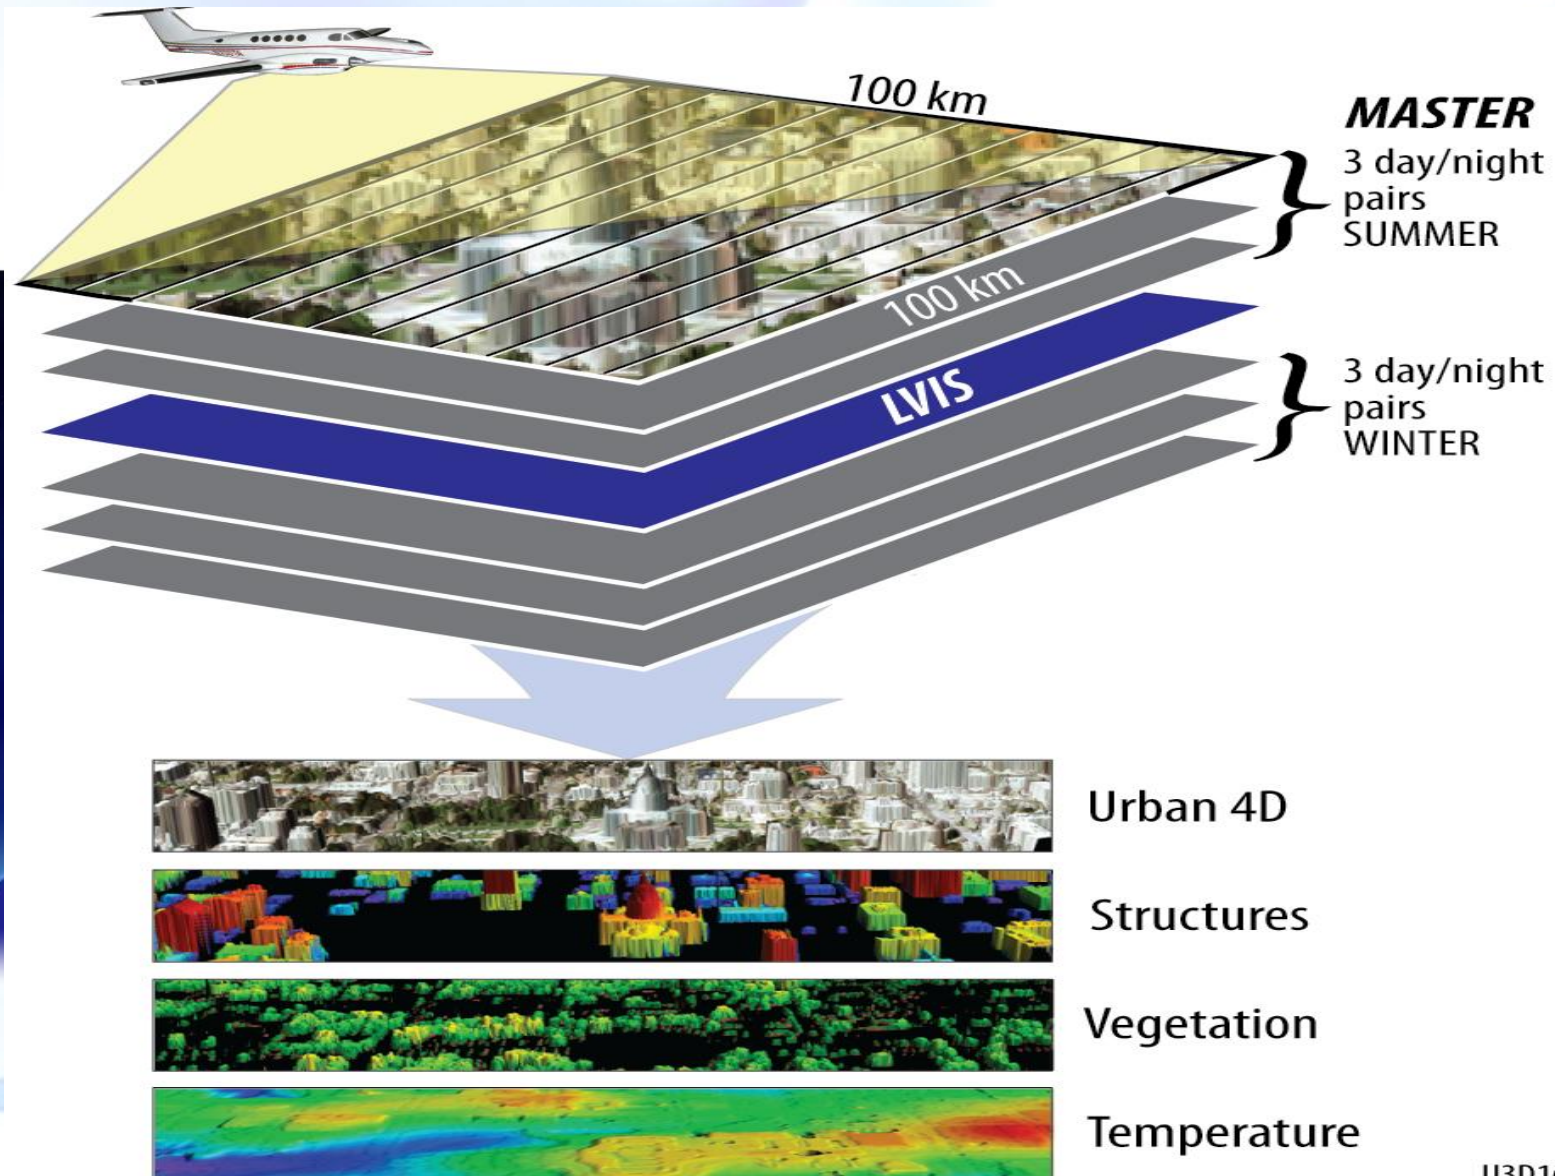 100 km
MASTER
3 day/night
pairs
SUMMER
100 km
LVIS
3 day/night
pairs
WINTER
Urban 4D
Structures
Vegetation
Temperature